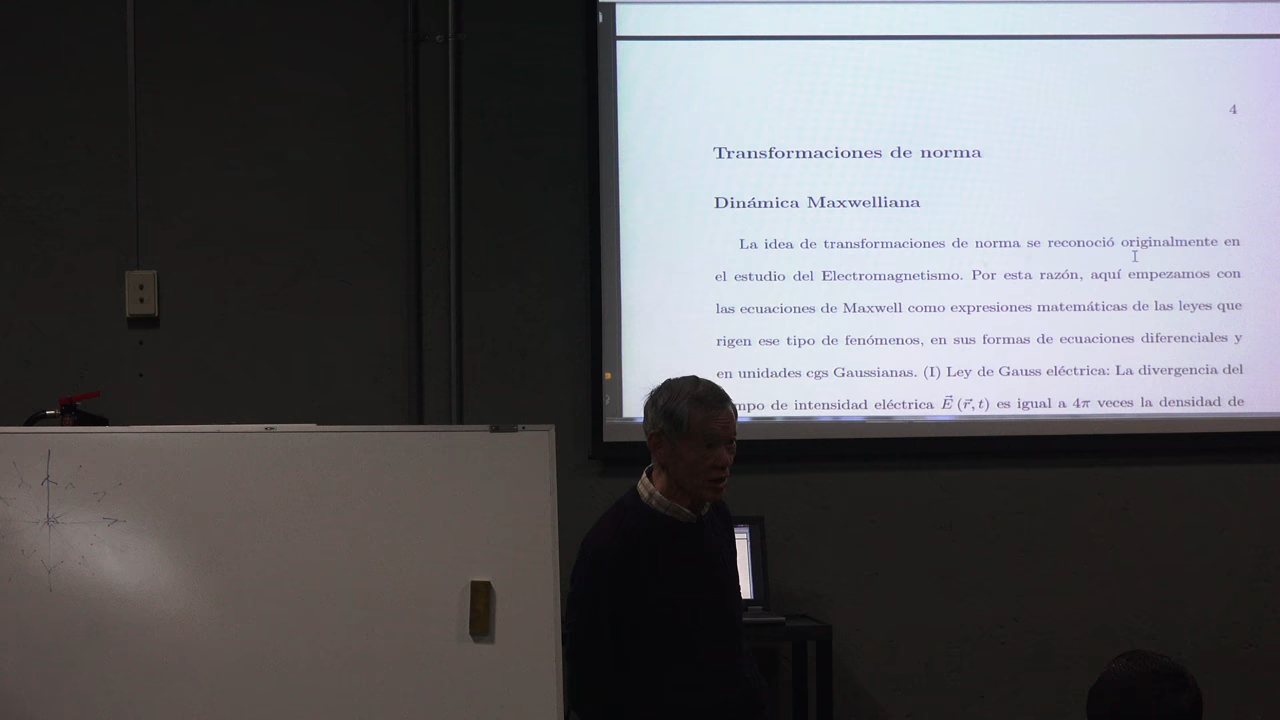 4
Transformaciones de norma
Dinámica Maxwelliana
La idea de transformaciones de norma se reconoció originalmente en
el estudio del Electromagnetismo. Por esta razón, aquí empezamos con
las ecuaciones de Maxwell como expresiones matemáticas de las leyes que
rigen ese tipo de fenómenos, en sus formas de ecuaciones diferenciales y
en unidades cgs Gaussianas. (I) Ley de Gauss eléctrica: La divergencia del
de intensidad eléctrica $\vec{E}(\vec{r}, t)$ es igual a 4π veces la densidad de